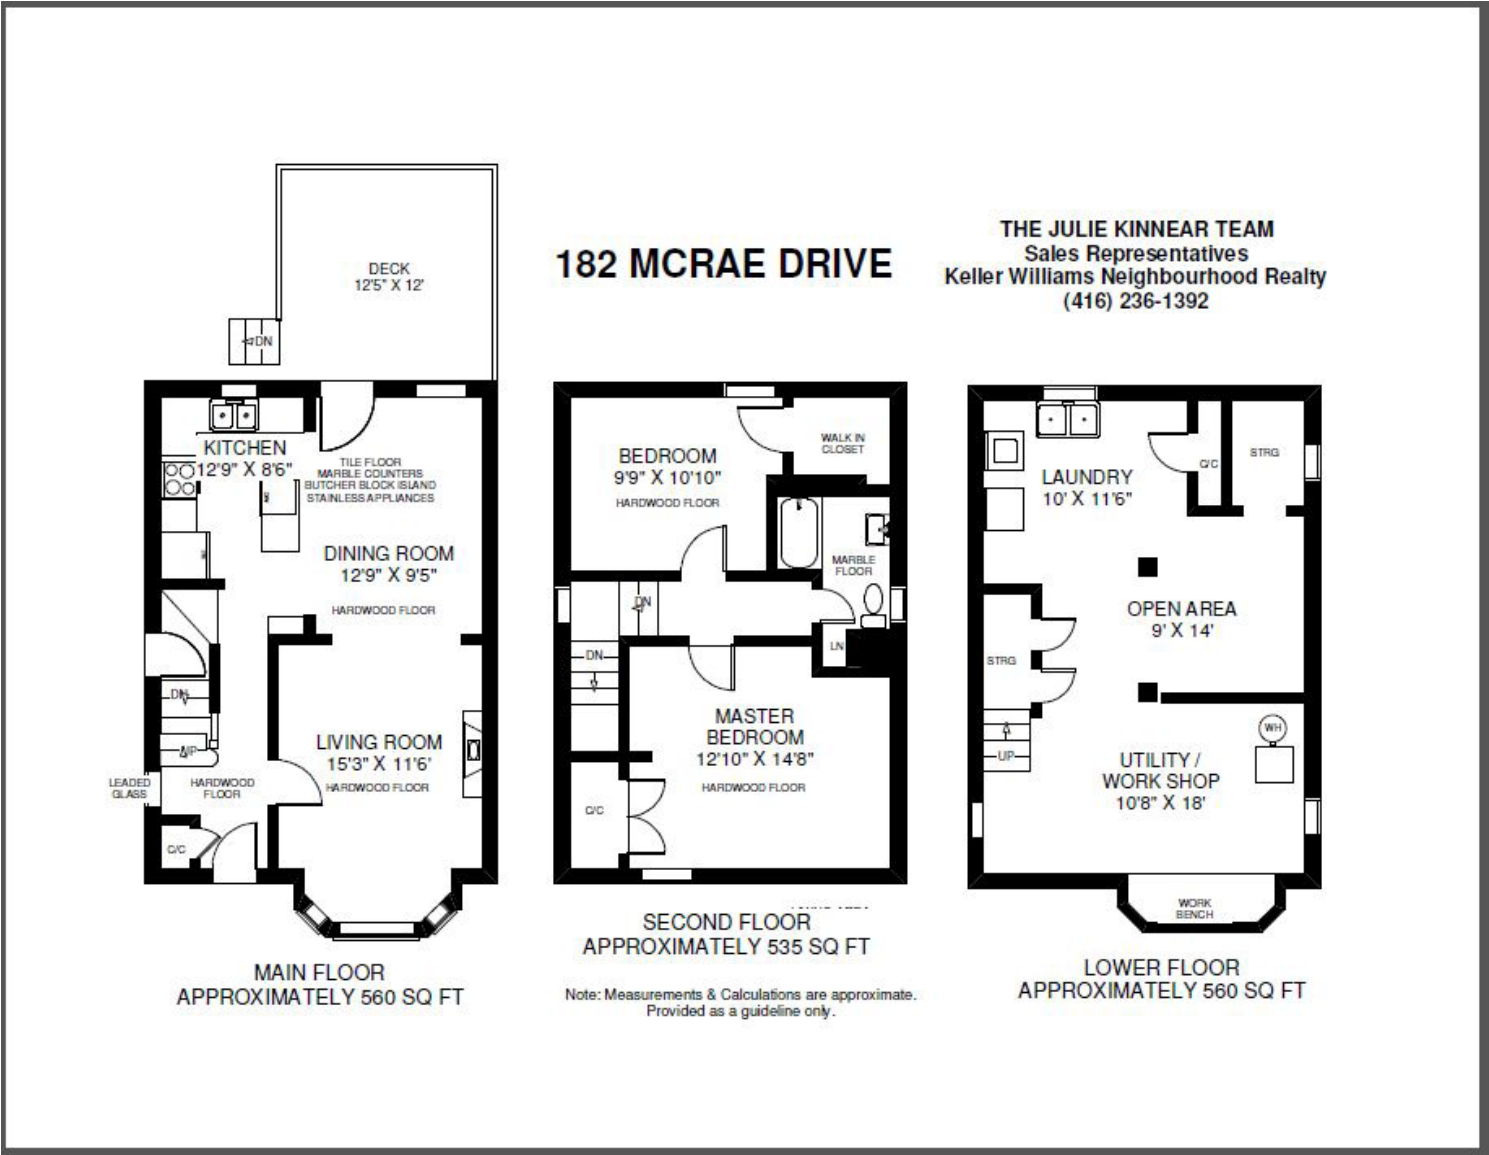 182 MCRAE DRIVE
THE JULIE KINNEAR TEAM
Sales Representatives
Keller Williams Neighbourhood Realty
(416) 236-1392
DECK
12'5" X 12'
DN
KITCHEN
12'9" X 8'6"
TILE FLOOR
MARBLE COUNTERS
BUTCHER BLOCK ISLAND
STAINLESS APPLIANCES
DINING ROOM
12'9" X 9'5"
HARDWOOD FLOOR
DN
UP
LEADED
GLASS
HARDWOOD
FLOOR
C/C
LIVING ROOM
15'3" X 11'6'
HARDWOOD FLOOR
MAIN FLOOR
APPROXIMATELY 560 SQ FT
BEDROOM
9'9" X 10'10"
HARDWOOD FLOOR
WALK IN
CLOSET
MARBLE
FLOOR
DN
DN
LN
MASTER
BEDROOM
12'10" X 14'8"
HARDWOOD FLOOR
C/C
SECOND FLOOR
APPROXIMATELY 535 SQ FT
Note: Measurements & Calculations are approximate.
Provided as a guideline only.
LAUNDRY
10' X 11'6"
C/C
STRG
OPEN AREA
9' X 14'
STRG
UP
WH
UTILITY /
WORK SHOP
10'8" X 18'
WORK
BENCH
LOWER FLOOR
APPROXIMATELY 560 SQ FT